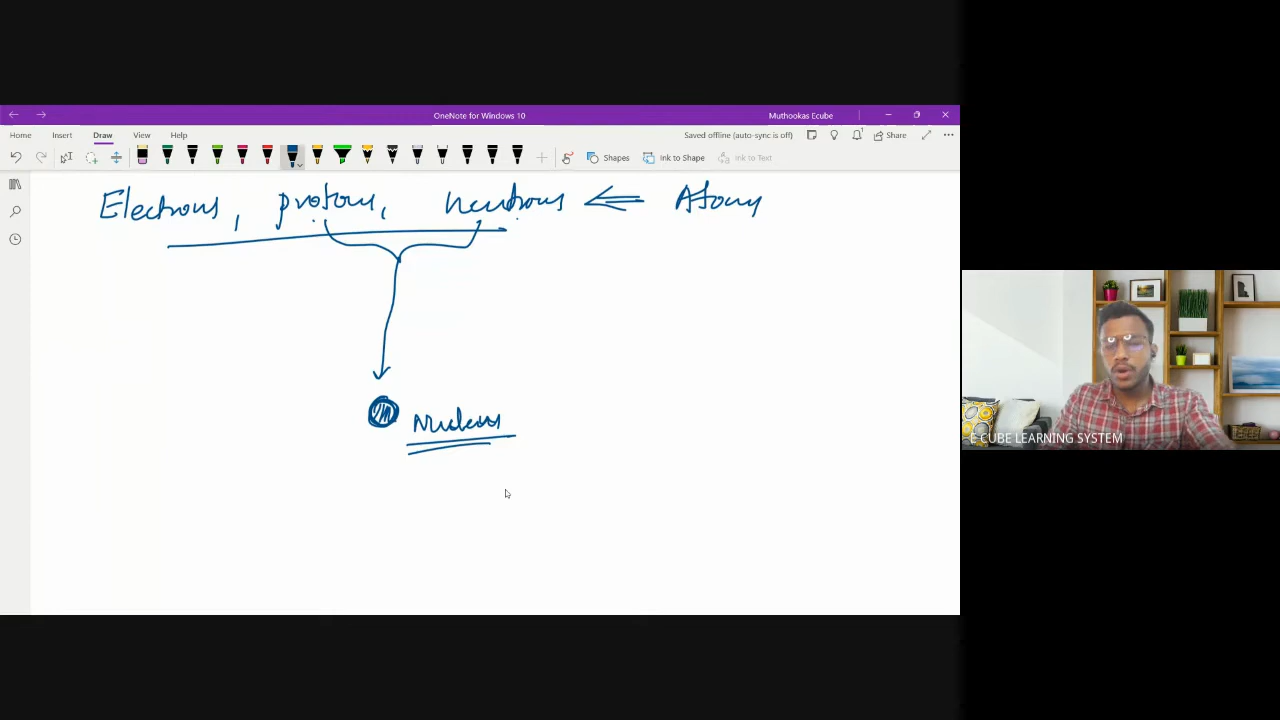 OneNote for Windows 10
Muthookas Ecube
Home Insert Draw View Help
Saved offline (auto-sync is off)
Share
Shapes
Ink to Shape
Ink to Text
Electrons, protons, neutrons ⇐ Atoms
Nucleus
E CUBE LEARNING SYSTEM